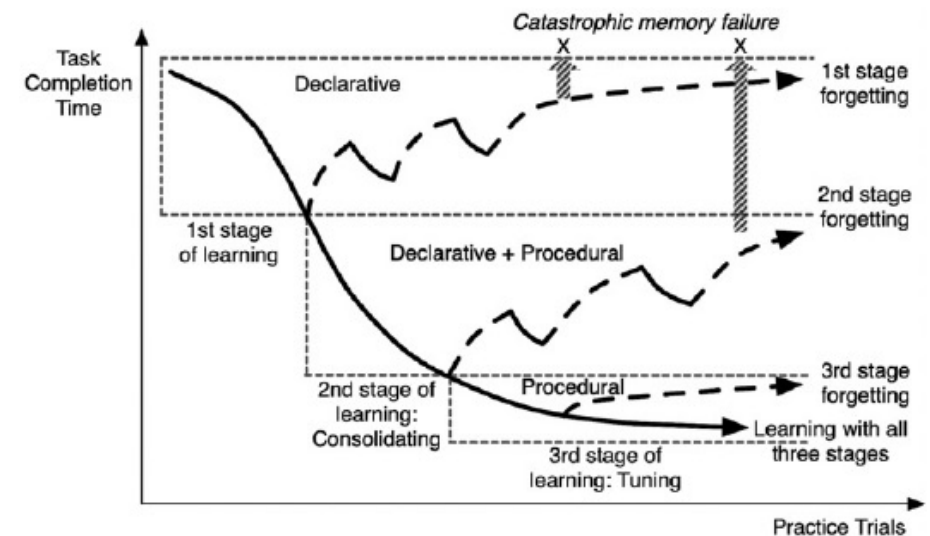 Catastrophic memory failure
X X
Task
Completion
Time
Declarative
1st stage
forgetting
2nd stage
forgetting
1st stage
of learning
Declarative + Procedural
3rd stage
forgetting
Procedural
2nd stage of
learning:
Consolidating
Learning with all
three stages
3rd stage of
learning: Tuning
Practice Trials